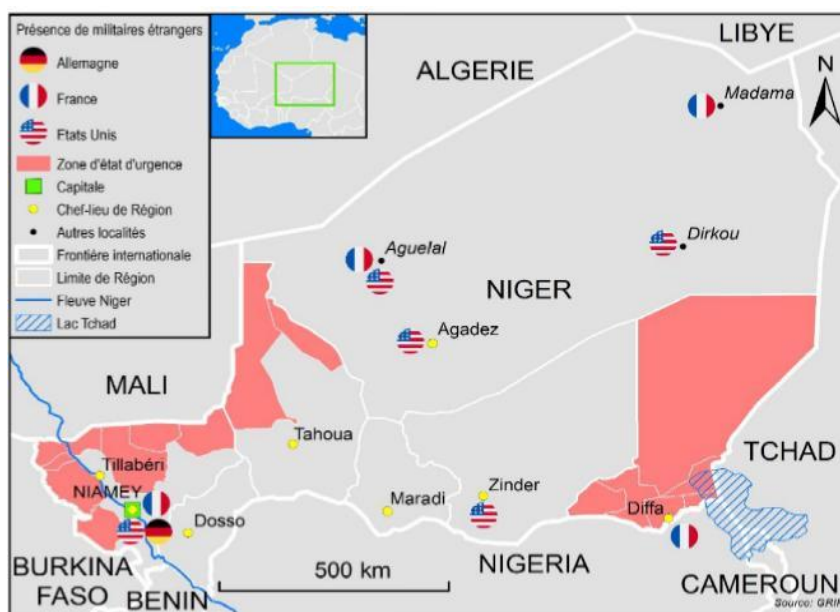 Présence de militaires étrangers
Allemagne
France
Etats Unis
Zone d'état d'urgence
Capitale
Chef-lieu de Région
Autres localités
Frontière internationale
Limite de Région
Fleuve Niger
Lac Tchad
LIBYE
ALGERIE
N
Madama
Dirkou
Aguelal
NIGER
Agadez
MALI
TCHAD
Tahoua
Tillabéri
NIAMEY
Zinder
Maradi
Diffa
Dosso
BURKINA
FASO
BENIN
500 km
NIGERIA
CAMEROUN